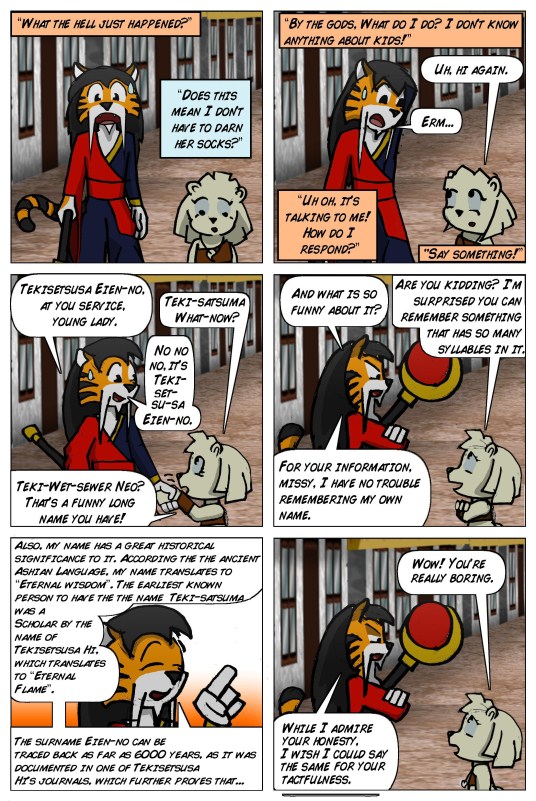 "What the hell just happened?"
"Does this
mean I don't
have to darn
her socks?"
"By the gods, what do I do? I don't know
anything about kids!"
Uh, hi again.
Erm...
"Uh oh, it's
talking to me!
How do I
respond?"
"Say something!"
Tekisetsusa Eien-no,
at you service,
young lady.
Teki-satsuma
what-now?
No no
no, it's
Teki-
set-
su-sa
Eien-no.
Teki-Wet-sewer Neo?
That's a funny long
name you have!
And what is so
funny about it?
Are you kidding? I'm
surprised you can
remember something
that has so many
syllables in it.
For your information,
missy, I have no trouble
remembering my own
name.
Also, my name has a great historical
significance to it. According the the ancient
Ashian Language, my name translates to
"Eternal wisdom". The earliest known
person to have the the name Teki-satsuma
was a
Scholar by the
name of
Tekisetsusa Hi,
which translates
to "Eternal
Flame".
The surname Eien-no can be
traced back as far as 6000 years, as it was
documented in one of Tekisetsusa
Hi's journals, which further proves that...
Wow! You're
really boring.
While I admire
your honesty,
I wish I could say
the same for your
tactfulness.